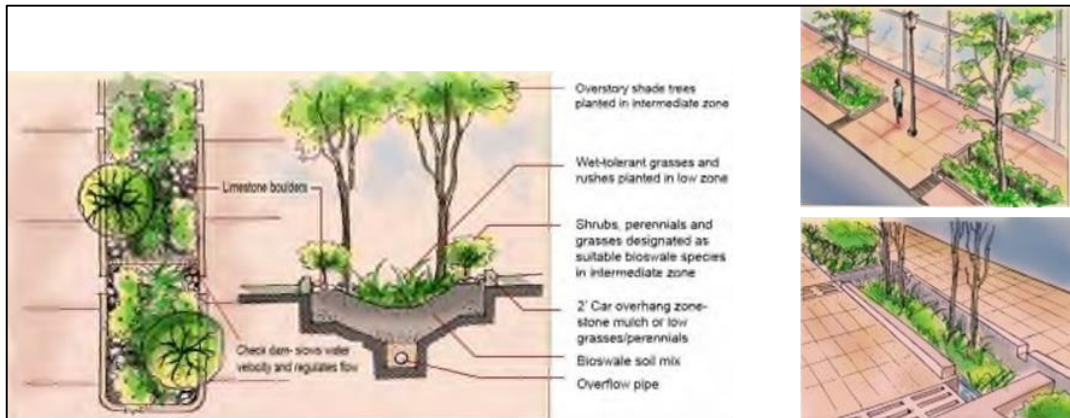 Limestone boulders
Check dam- slows water
velocity and regulates flow
Overstory shade trees
planted in intermediate zone
Wet-tolerant grasses and
rushes planted in low zone
Shrubs, perennials and
grasses designated as
suitable bioswale species
in intermediate zone
2' Car overhang zone-
stone mulch or low
grasses/perennials
Bioswale soil mix
Overflow pipe